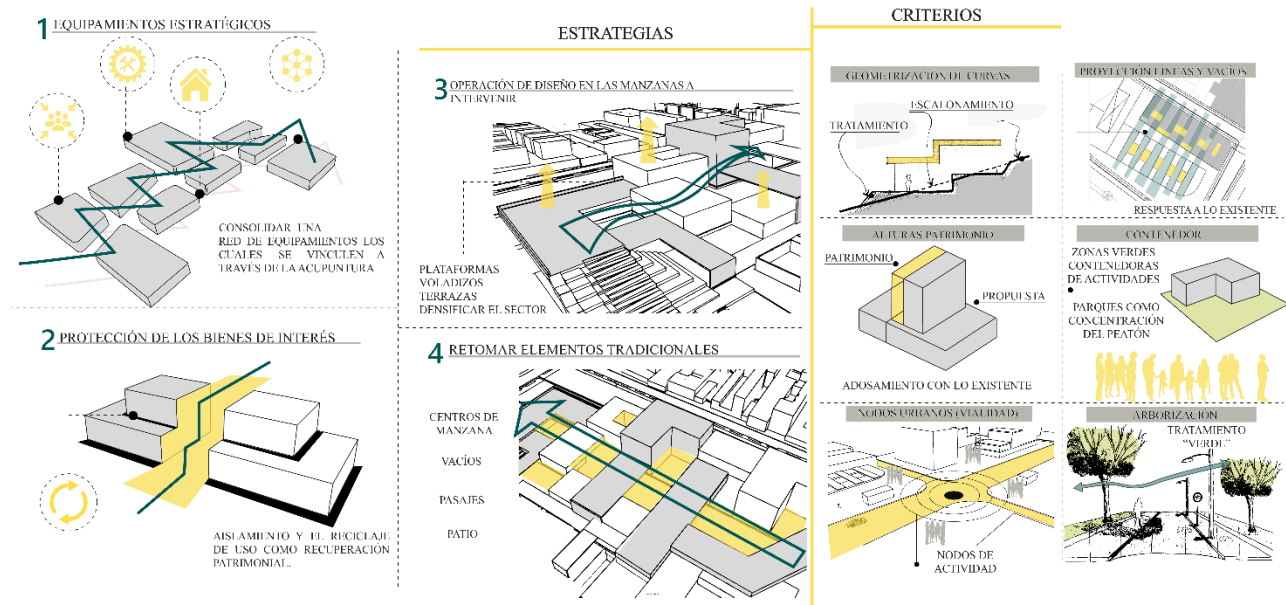 1 EQUIPAMIENTOS ESTRATÉGICOS
CONSOLIDAR UNA
RED DE EQUIPAMIENTOS LOS
CUALES SE VINCULEN A
TRAVÉS DE LA ACUPUNTURA
2 PROTECCIÓN DE LOS BIENES DE INTERÉS
AISLAMIENTO Y EL RECICLAJE
DE USO COMO RECUPERACIÓN
PATRIMONIAL.
ESTRATEGIAS
3 OPERACIÓN DE DISEÑO EN LAS MANZANAS A
INTERVENIR
PLATAFORMAS
VOLADIZOS
TERRAZAS
DENSIFICAR EL SECTOR
4 RETOMAR ELEMENTOS TRADICIONALES
CENTROS DE
MANZANA
VACÍOS
PASAJES
PATIO
CRITERIOS
GEOMETRIZACIÓN DE CURVAS
ESCALONAMIENTO
TRATAMIENTO
PROYECCIÓN LINEAS Y VACÍOS
RESPUESTA A LO EXISTENTE
ALTURAS PATRIMONIO
PATRIMONIO
PROPUESTA
ADOSAMIENTO CON LO EXISTENTE
CONTENEDOR
ZONAS VERDES
CONTENEDORAS
DE ACTIVIDADES
PARQUES COMO
CONCENTRACIÓN
DEL PEATÓN
NODOS URBANOS (VIALIDAD)
NODOS DE
ACTIVIDAD
ARBORIZACIÓN
TRATAMIENTO
"VERDE"